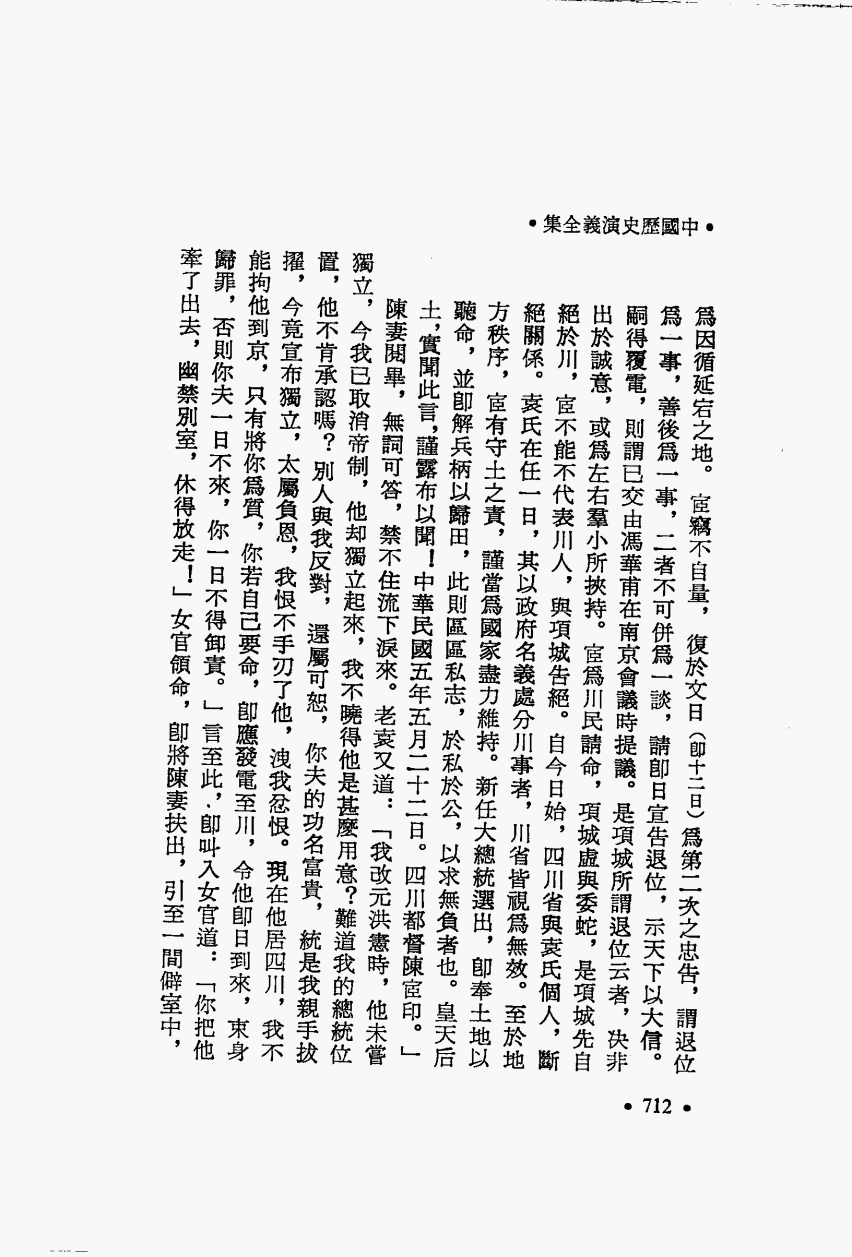 •中國歷史演義全集•
爲因循延宕之地。宧竊不自量，復於文日（卽十二日）爲第二次之忠告，謂退位
爲一事，善後爲一事，二者不可併爲一談，請卽日宣告退位，示天下以大信。
嗣得覆電，則謂已交由馮華甫在南京會議時提議。是項城所謂退位云者，决非
出於誠意，或爲左右羣小所挾持。宧爲川民請命，項城虛與委蛇，是項城先自
絕於川，宧不能不代表川人，與項城告絕。自今日始，四川省與袁氏個人，斷
絕關係。袁氏在任一日，其以政府名義處分川事者，川省皆視爲無效。至於地
方秩序，宧有守土之責，謹當爲國家盡力維持。新任大總統選出，卽奉土地以
聽命，並卽解兵柄以歸田，此則區區私志，於私於公，以求無負者也。皇天后
土，實聞此言，謹露布以聞！中華民國五年五月二十二日。四川都督陳宧印。」
陳妻閱畢，無詞可答，禁不住流下淚來。老袁又道：「我改元洪憲時，他未嘗
獨立，今我已取消帝制，他却獨立起來，我不曉得他是甚麼用意？難道我的總統位
置，他不肯承認嗎？別人與我反對，還屬可恕，你夫的功名富貴，統是我親手拔
擢，今竟宣布獨立，太屬負恩，我恨不手刃了他，洩我忿恨。現在他居四川，我不
能拘他到京，只有將你爲質，你若自己要命，卽應發電至川，令他卽日到來，束身
歸罪，否則你夫一日不來，你一日不得卸責。」言至此，卽叫入女官道：「你把他
牽了出去，幽禁別室，休得放走！」女官領命，卽將陳妻扶出，引至一間僻室中，
•712•